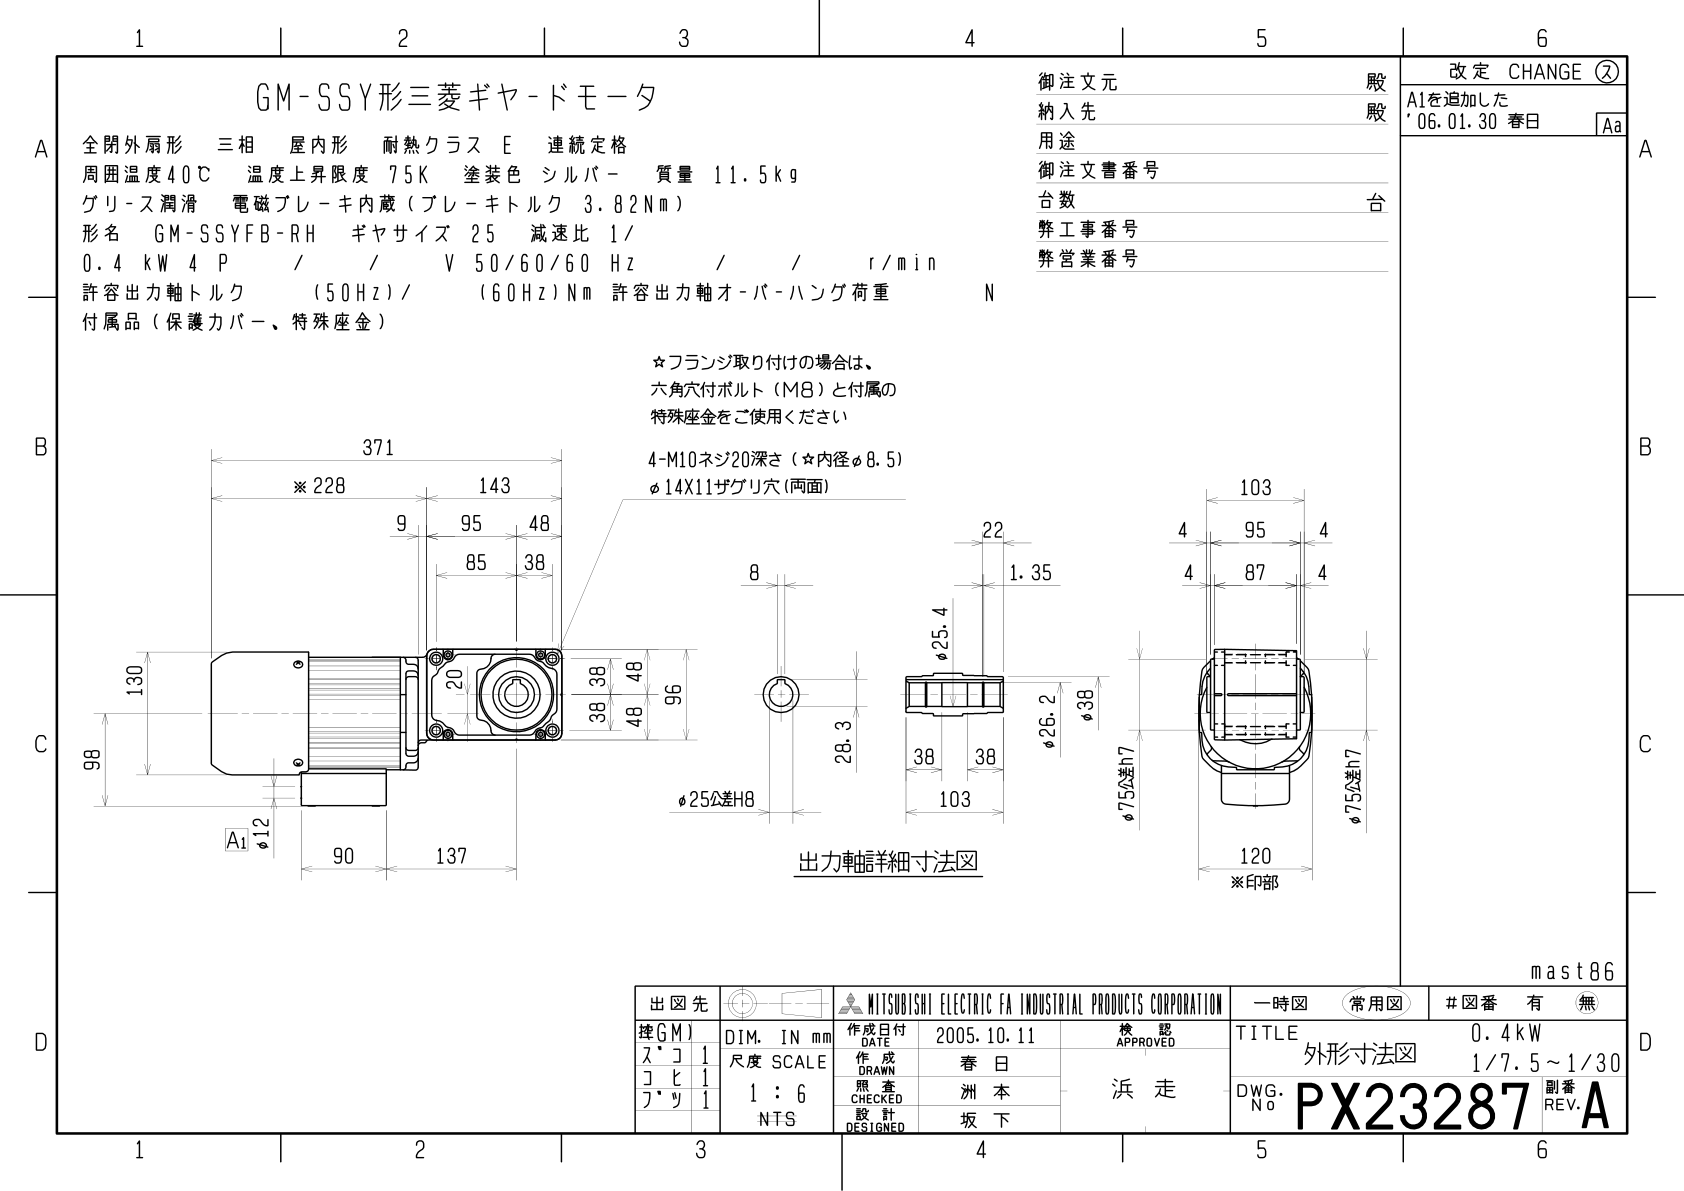 1 2 3 4 5 6
A
B
C
D
GM-SSY形三菱ギヤ-ドモータ
全閉外扇形 三相 屋内形 耐熱クラス E 連続定格
周囲温度40℃ 温度上昇限度 75K 塗装色 シルバー 質量 11.5kg
グリ-ス潤滑 電磁ブレーキ内蔵(ブレーキトルク 3.82Nm)
形名 GM-SSYFB-RH ギヤサイズ 25 減速比 1/
0.4 kW 4 P / / V 50/60/60 Hz / / r/min
許容出力軸トルク (50Hz)/ (60Hz)Nm 許容出力軸オ-バ-ハング荷重 N
付属品(保護カバー、特殊座金)
御注文元 殿
納入先 殿
用途
御注文書番号
台数 台
弊工事番号
弊営業番号
改定 CHANGE ス
A1を追加した
'06.01.30 春日 Aa
A
B
C
D
☆フランジ取り付けの場合は、
六角穴付ボルト(M8)と付属の
特殊座金をご使用ください
4-M10ネジ20深さ(☆内径φ8.5)
φ14X11ザグリ穴(両面)
371
※228 143
9 95 48
85 38
130
98
20
38
38
48
48
96
A1 φ12
90 137
8
28.3
φ25公差H8
22
1.35
φ25.4
φ26.2
φ38
38 38
103
出力軸詳細寸法図
103
4 95 4
4 87 4
φ75公差h7
φ75公差h7
120
※印部
mast86
出図先
MITSUBISHI ELECTRIC FA INDUSTRIAL PRODUCTS CORPORATION
一時図 常用図 #図番 有 無
GM)
ズコ 1
コヒ 1
ブツ 1
DIM. IN mm
尺度 SCALE
1 : 6
NTS
作成日付 DATE 2005.10.11
作成 DRAWN 春日
照査 CHECKED 洲本
設計 DESIGNED 坂下
検認 APPROVED
浜走
TITLE 0.4kW
外形寸法図 1/7.5~1/30
DWG. No PX23287 副番 REV. A
1 2 3 4 5 6